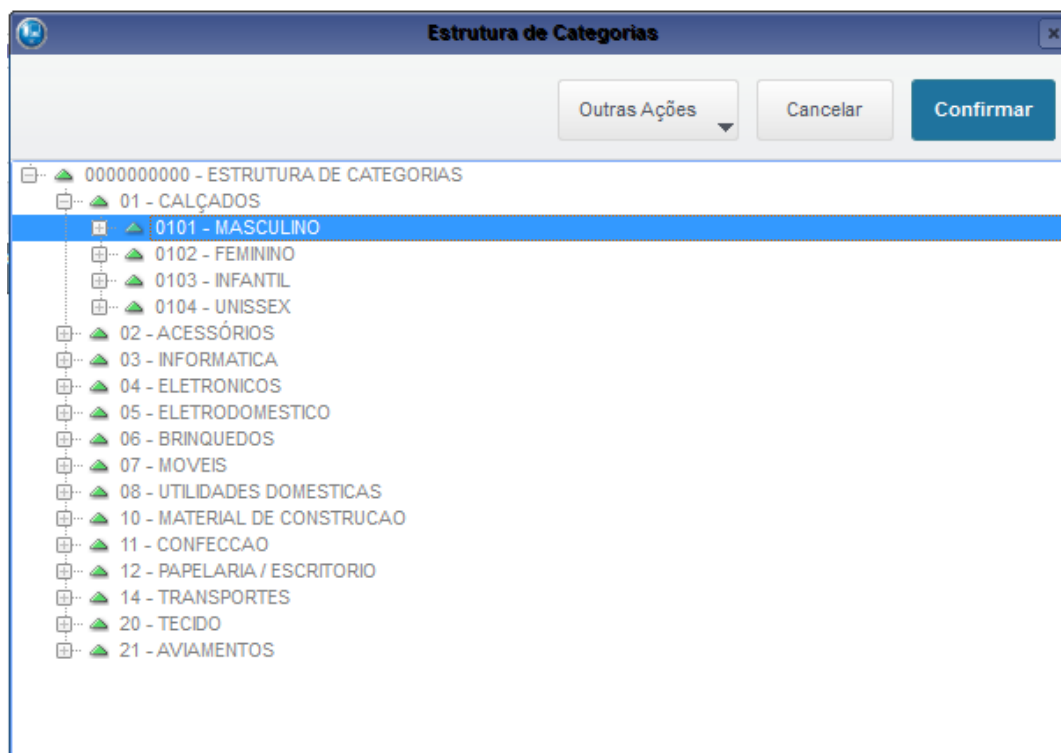 Estrutura de Categorias
Outras Ações
Cancelar
Confirmar
0000000000 - ESTRUTURA DE CATEGORIAS
01 - CALÇADOS
0101 - MASCULINO
0102 - FEMININO
0103 - INFANTIL
0104 - UNISSEX
02 - ACESSÓRIOS
03 - INFORMATICA
04 - ELETRONICOS
05 - ELETRODOMESTICO
06 - BRINQUEDOS
07 - MOVEIS
08 - UTILIDADES DOMESTICAS
10 - MATERIAL DE CONSTRUCAO
11 - CONFECCAO
12 - PAPELARIA / ESCRITORIO
14 - TRANSPORTES
20 - TECIDO
21 - AVIAMENTOS